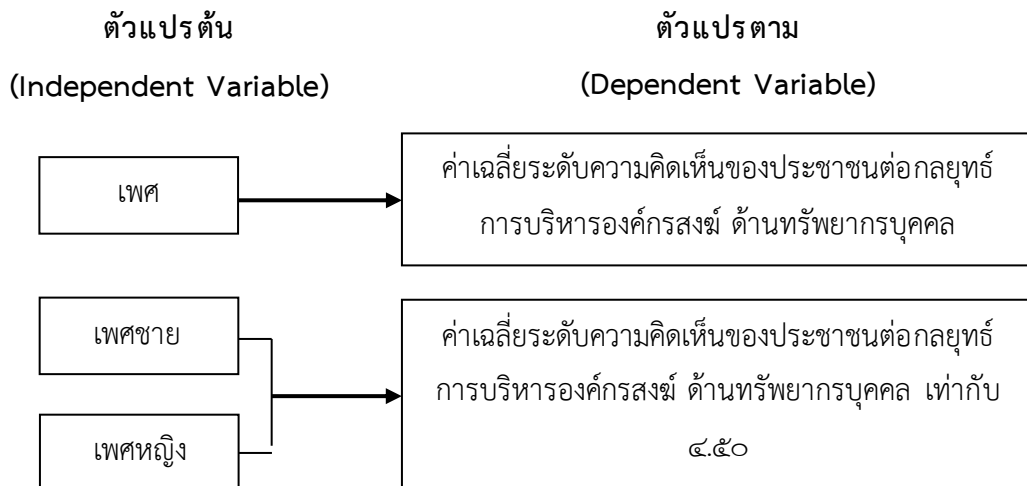 ตัวแปรต้น
(Independent Variable)
ตัวแปรตาม
(Dependent Variable)
เพศ
ค่าเฉลี่ยระดับความคิดเห็นของประชาชนต่อกลยุทธ์
การบริหารองค์กรสงฆ์ ด้านทรัพยากรบุคคล
เพศชาย
เพศหญิง
ค่าเฉลี่ยระดับความคิดเห็นของประชาชนต่อกลยุทธ์
การบริหารองค์กรสงฆ์ ด้านทรัพยากรบุคคล เท่ากับ
๔.๕๐